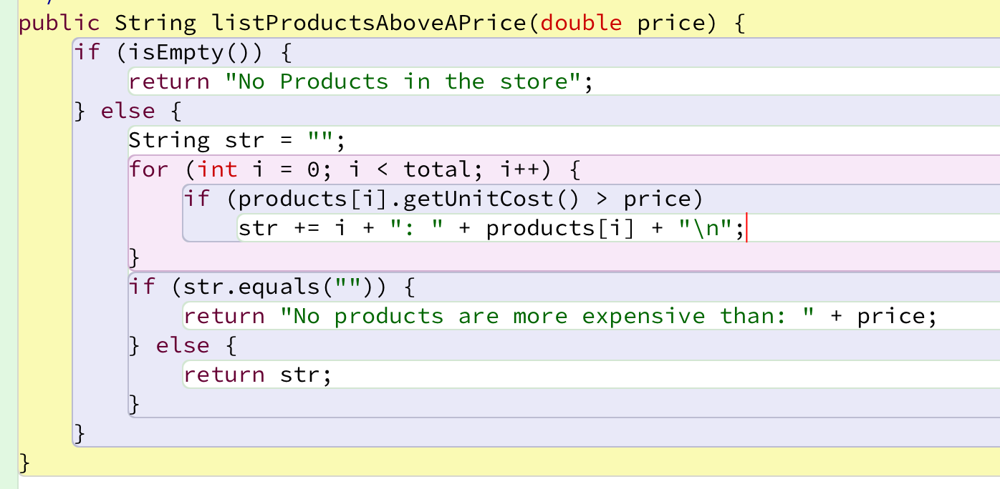 public String listProductsAboveAPrice(double price) {
if (isEmpty()) {
return "No Products in the store";
} else {
String str = "";
for (int i = 0; i < total; i++) {
if (products[i].getUnitCost() > price)
str += i + ": " + products[i] + "\n";
}
if (str.equals("")) {
return "No products are more expensive than: " + price;
} else {
return str;
}
}
}